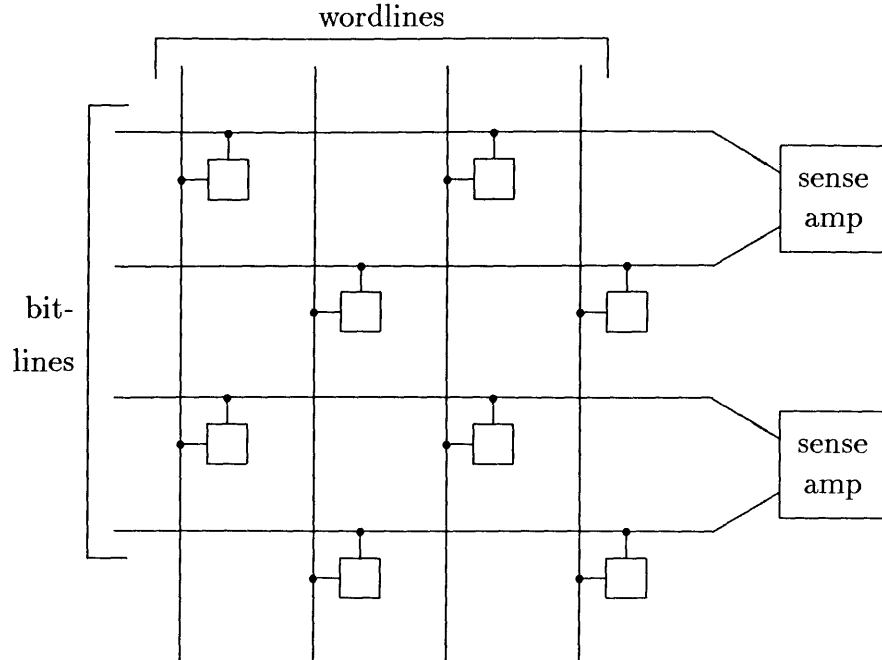 wordlines
sense
amp
bit-
lines
sense
amp